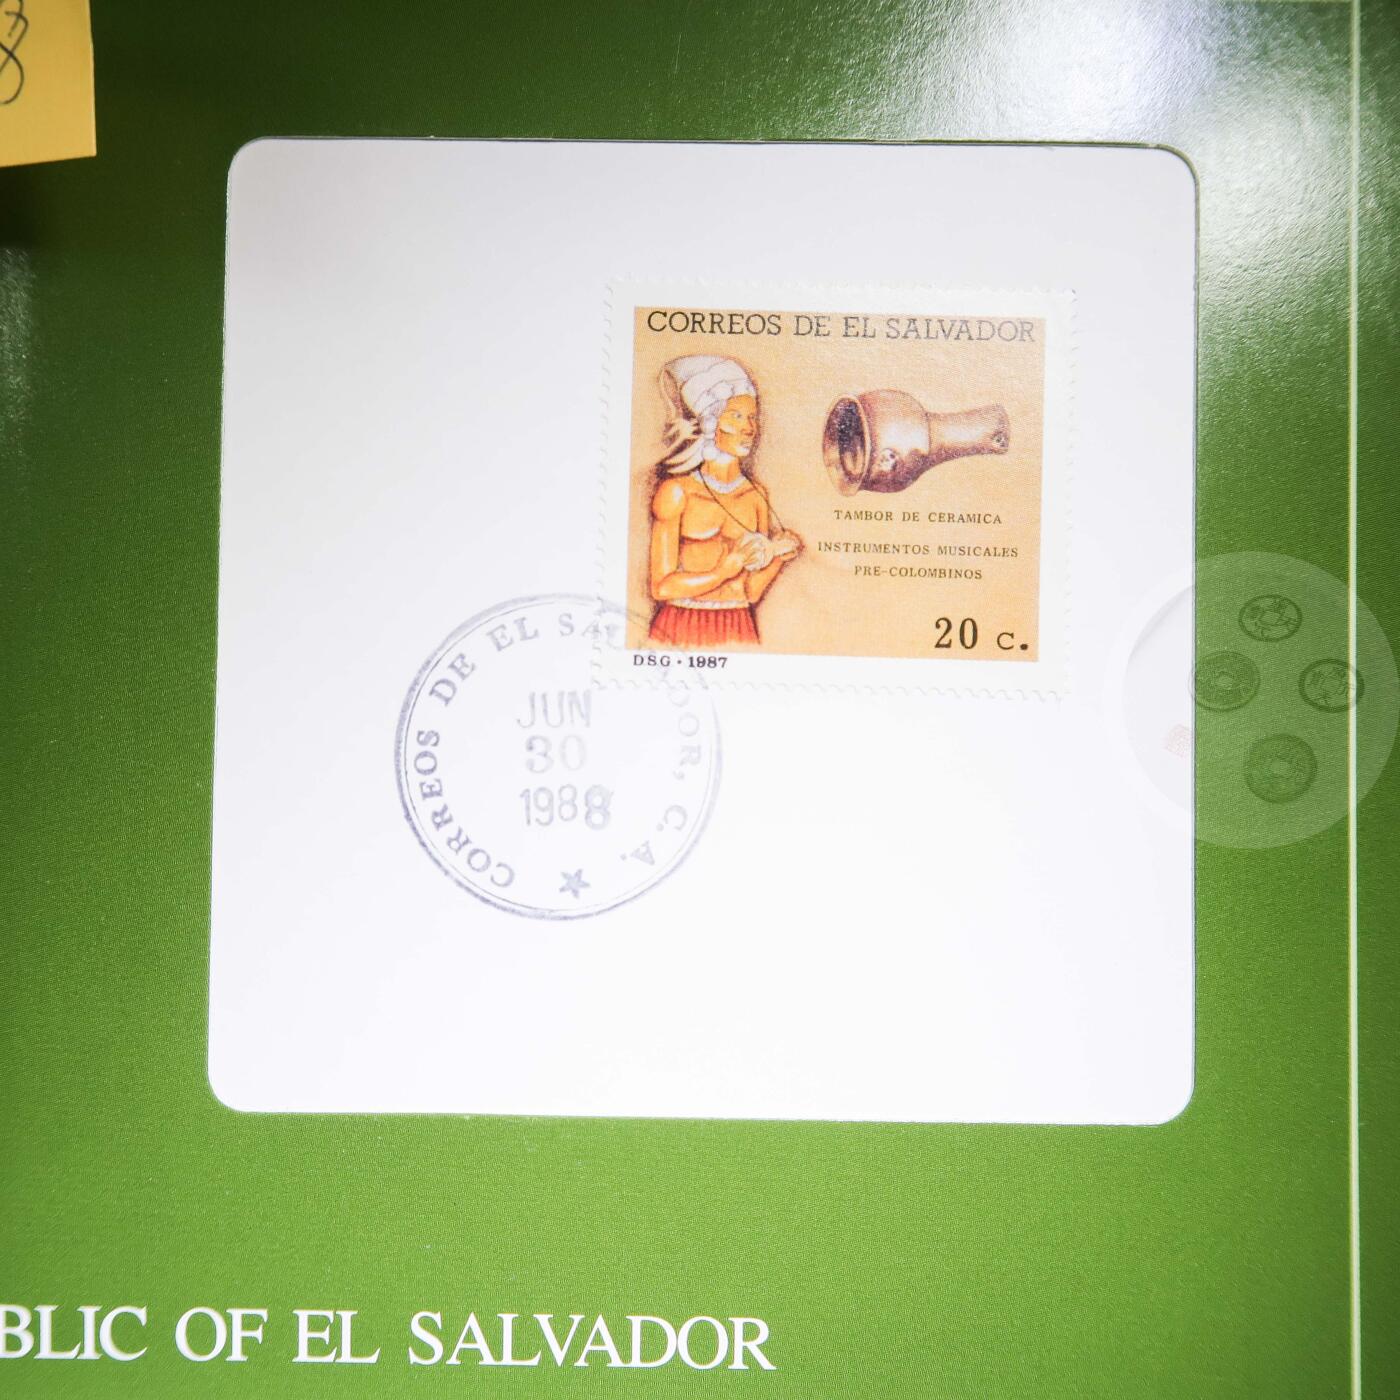 CORREOS DE EL SALVADOR
TAMBOR DE CERAMICA
INSTRUMENTOS MUSICALES
PRE-COLOMBINOS
20 c.
DSG·1987
CORREOS DE EL SALVADOR, C. A.
JUN
30
1988
BLIC OF EL SALVADOR